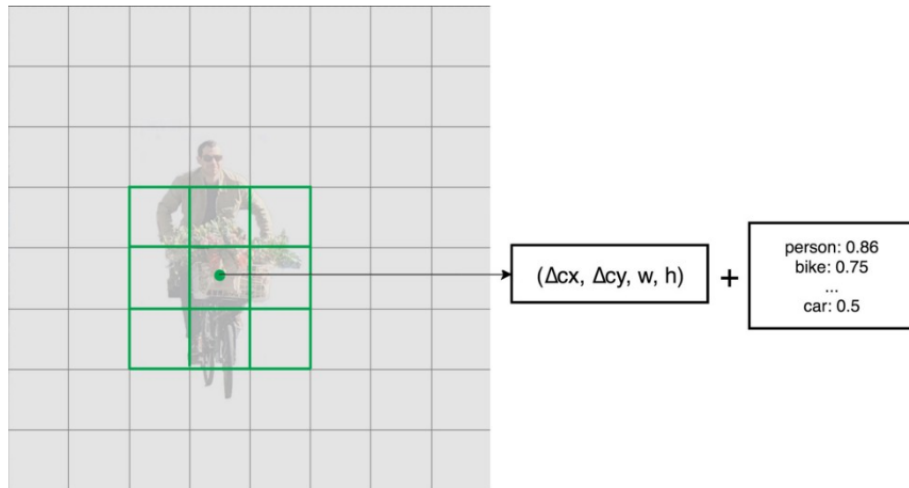 (Δcx, Δcy, w, h)
+
person: 0.86
bike: 0.75
...
car: 0.5